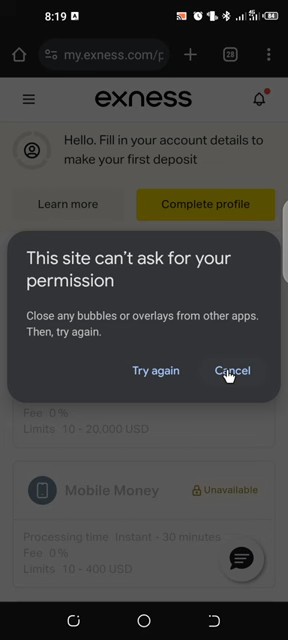 8:19 A 84
my.exness.com/p 28
exness
Hello. Fill in your account details to
make your first deposit
Learn more Complete profile
This site can't ask for your
permission
Close any bubbles or overlays from other apps.
Then, try again.
Try again Cancel
Fee 0 %
Limits 10 - 20,000 USD
Mobile Money Unavailable
Processing time Instant - 30 minutes
Fee 0 %
Limits 10 - 400 USD